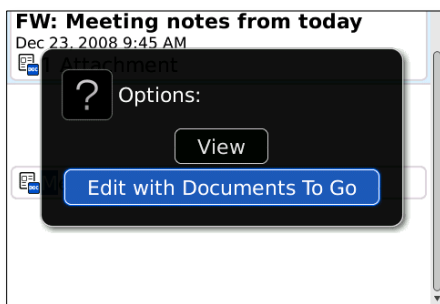 FW: Meeting notes from today
Dec 23, 2008 9:45 AM
1 Attachment
?
Options:
View
Edit with Documents To Go